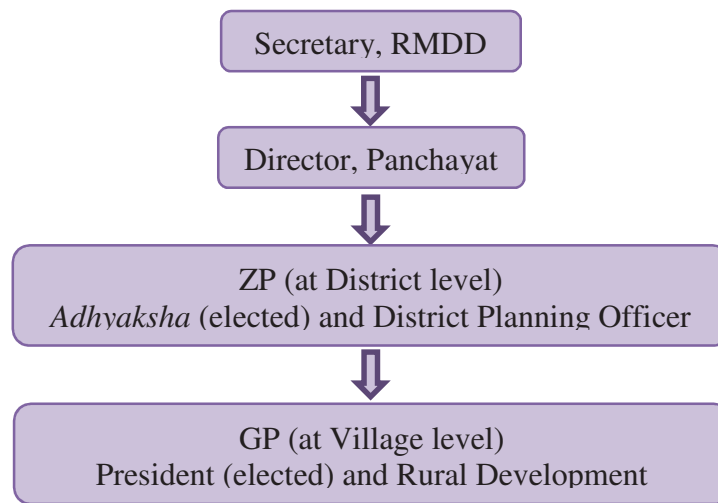 Secretary, RMDD
Director, Panchayat
ZP (at District level)
Adhyaksha (elected) and District Planning Officer
GP (at Village level)
President (elected) and Rural Development